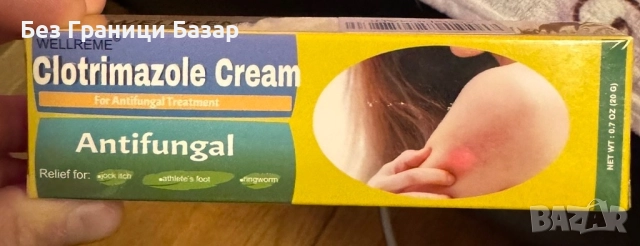 Без Граници Базар
WELLREME™
Clotrimazole Cream
For Antifungal Treatment
Antifungal
Relief for: •jock itch •athlete's foot •ringworm
NET WT : 0.7 OZ (20 G)
BAZAR